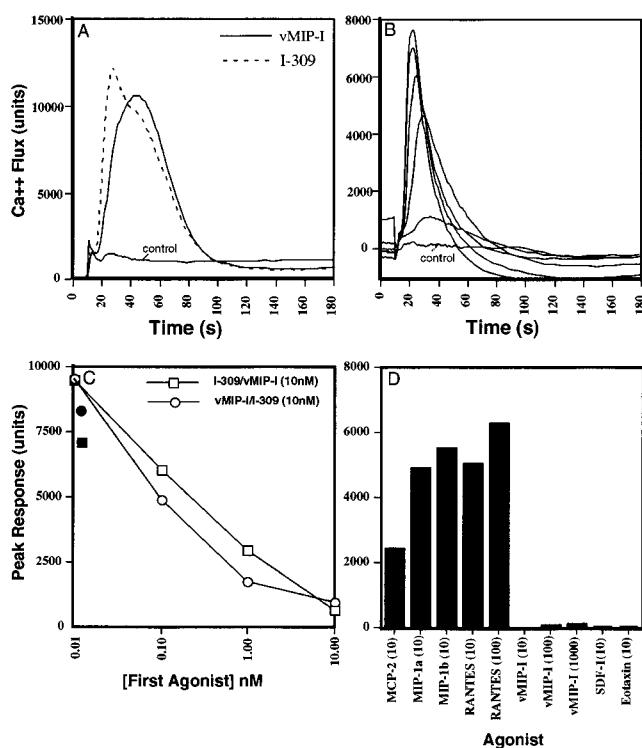 A
vMIP-I
I-309
15000
10000
5000
0
Ca++ Flux (units)
control
0 20 40 60 80 100 120 140 160 180
Time (s)
B
8000
6000
4000
2000
0
control
0 20 40 60 80 100 120 140 160 180
Time (s)
C
I-309/vMIP-I (10nM)
vMIP-I/I-309 (10nM)
10000
7500
5000
2500
0
Peak Response (units)
0.01 0.10 1.00 10.00
[First Agonist] nM
D
8000
6000
4000
2000
0
MCP-2 (10)
MIP-1a (10)
MIP-1b (10)
RANTES (10)
RANTES (100)
vMIP-I (10)
vMIP-I (100)
vMIP-I (1000)
SDF-I (10)
Eotaxin (10)
Agonist